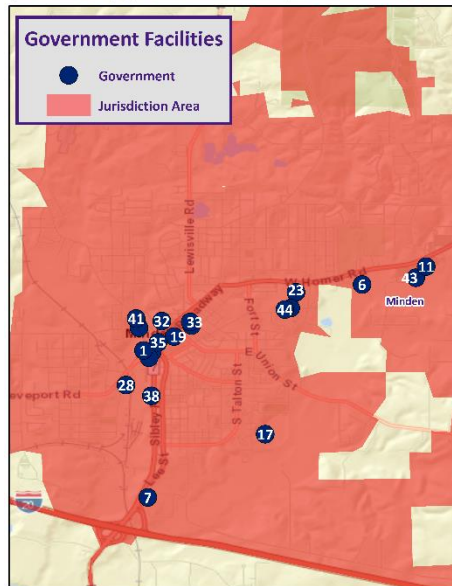 Government Facilities
Government
Jurisdiction Area
Lewisville Rd
W Homer Rd
11
43
6
Minden
23
44
Fort St
41
32
33
19
35
1
E Union St
S Talton St
28
38
eveport Rd
Sibley R
17
Lee St
7
20